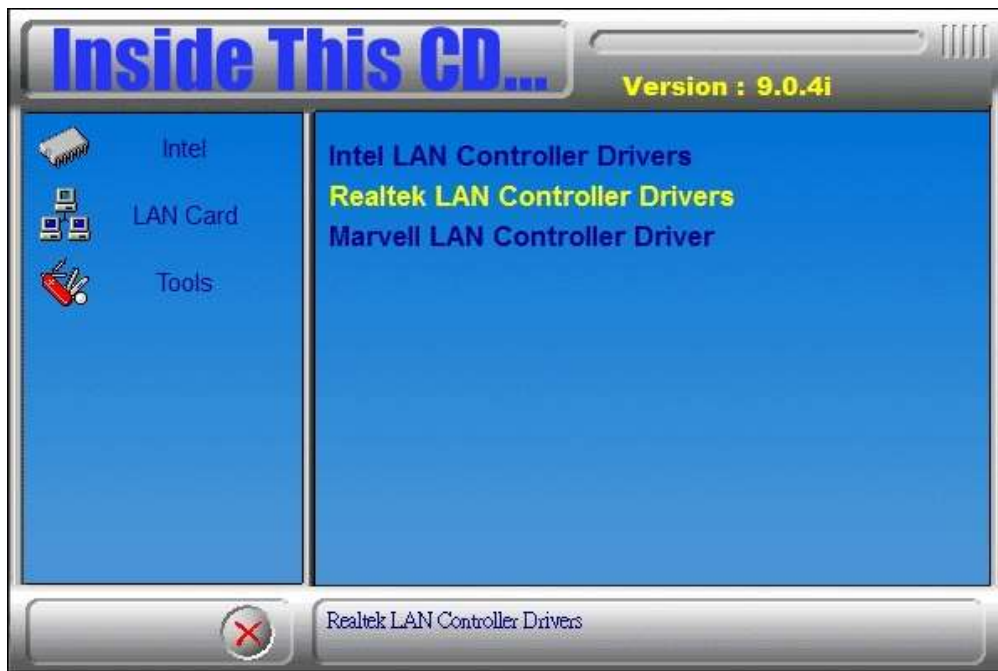 Inside This CD...
Version : 9.0.4i
Intel
LAN Card
Tools
Intel LAN Controller Drivers
Realtek LAN Controller Drivers
Marvell LAN Controller Driver
Realtek LAN Controller Drivers